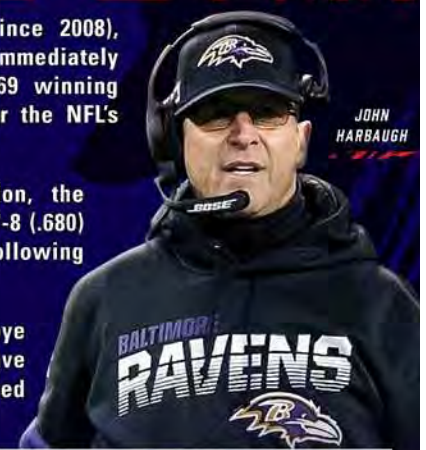 ince 2008),
mmediately
69 winning
r the NFL's
on, the
-8 (.680)
ollowing
ye
ve
ed
JOHN
HARBAUGH
BOSE
BALTIMORE
RAVENS
B